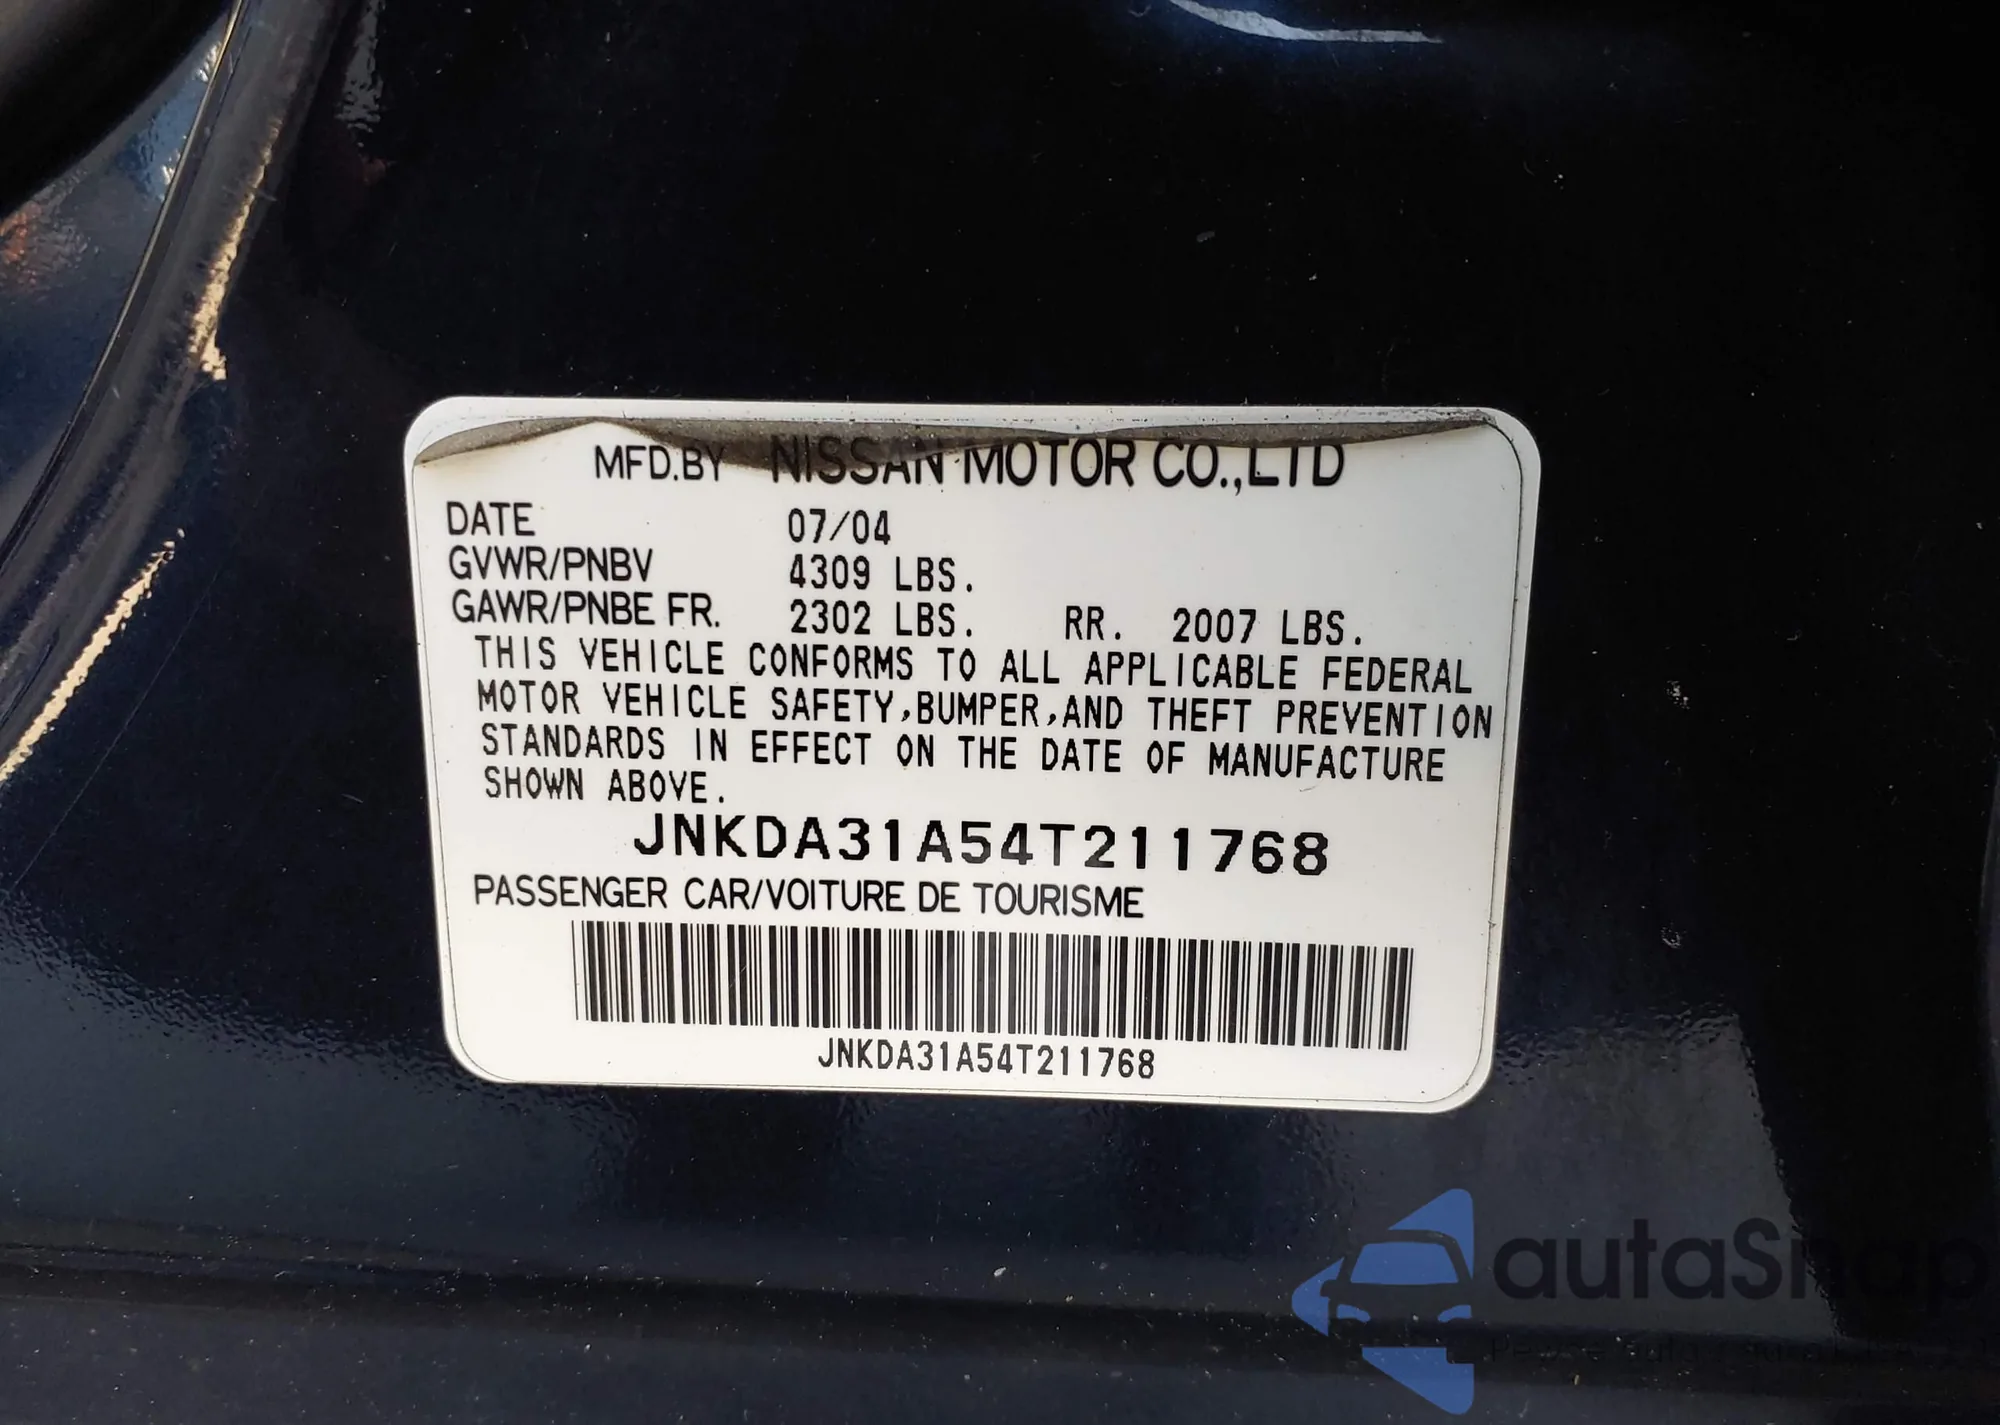 MFD.BY NISSAN MOTOR CO.,LTD
DATE 07/04
GVWR/PNBV 4309 LBS.
GAWR/PNBE FR. 2302 LBS. RR. 2007 LBS.
THIS VEHICLE CONFORMS TO ALL APPLICABLE FEDERAL
MOTOR VEHICLE SAFETY,BUMPER,AND THEFT PREVENTION
STANDARDS IN EFFECT ON THE DATE OF MANUFACTURE
SHOWN ABOVE.
JNKDA31A54T211768
PASSENGER CAR/VOITURE DE TOURISME
JNKDA31A54T211768
autaSnap